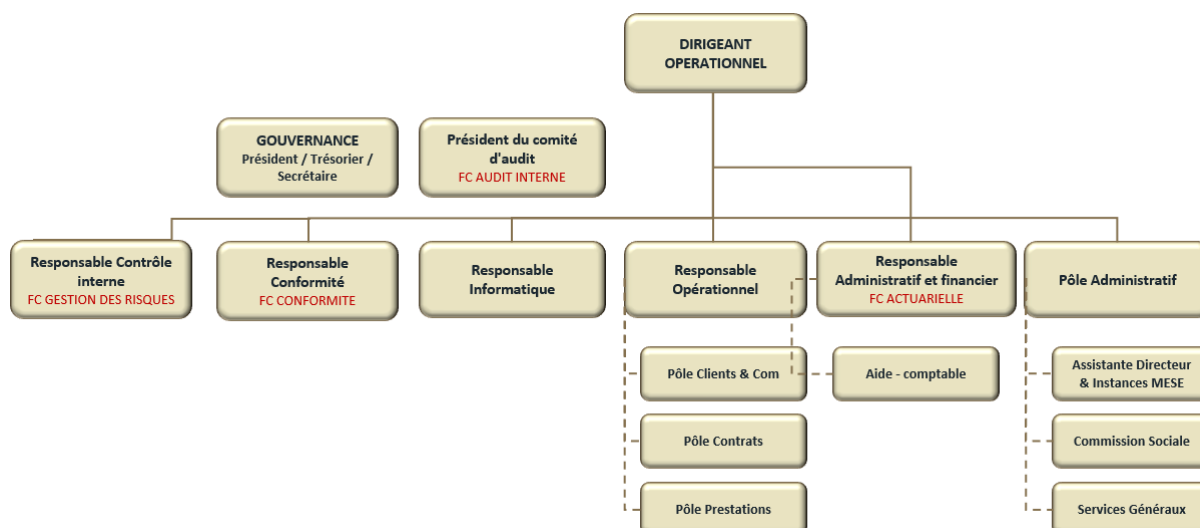 DIRIGEANT
OPERATIONNEL
GOUVERNANCE
Président / Trésorier /
Secrétaire
Président du comité
d'audit
FC AUDIT INTERNE
Responsable Contrôle
interne
FC GESTION DES RISQUES
Responsable
Conformité
FC CONFORMITE
Responsable
Informatique
Responsable
Opérationnel
Responsable
Administratif et financier
FC ACTUARIELLE
Pôle Administratif
Pôle Clients & Com
Aide - comptable
Assistante Directeur
& Instances MESE
Pôle Contrats
Commission Sociale
Pôle Prestations
Services Généraux